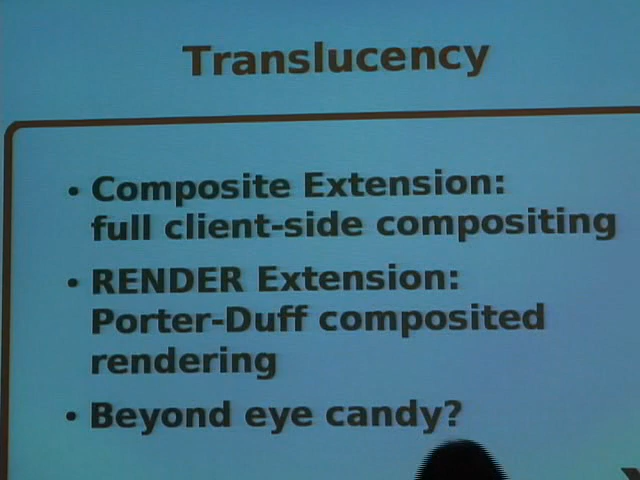 Translucency
• Composite Extension:
full client-side compositing
• RENDER Extension:
Porter-Duff composited
rendering
• Beyond eye candy?